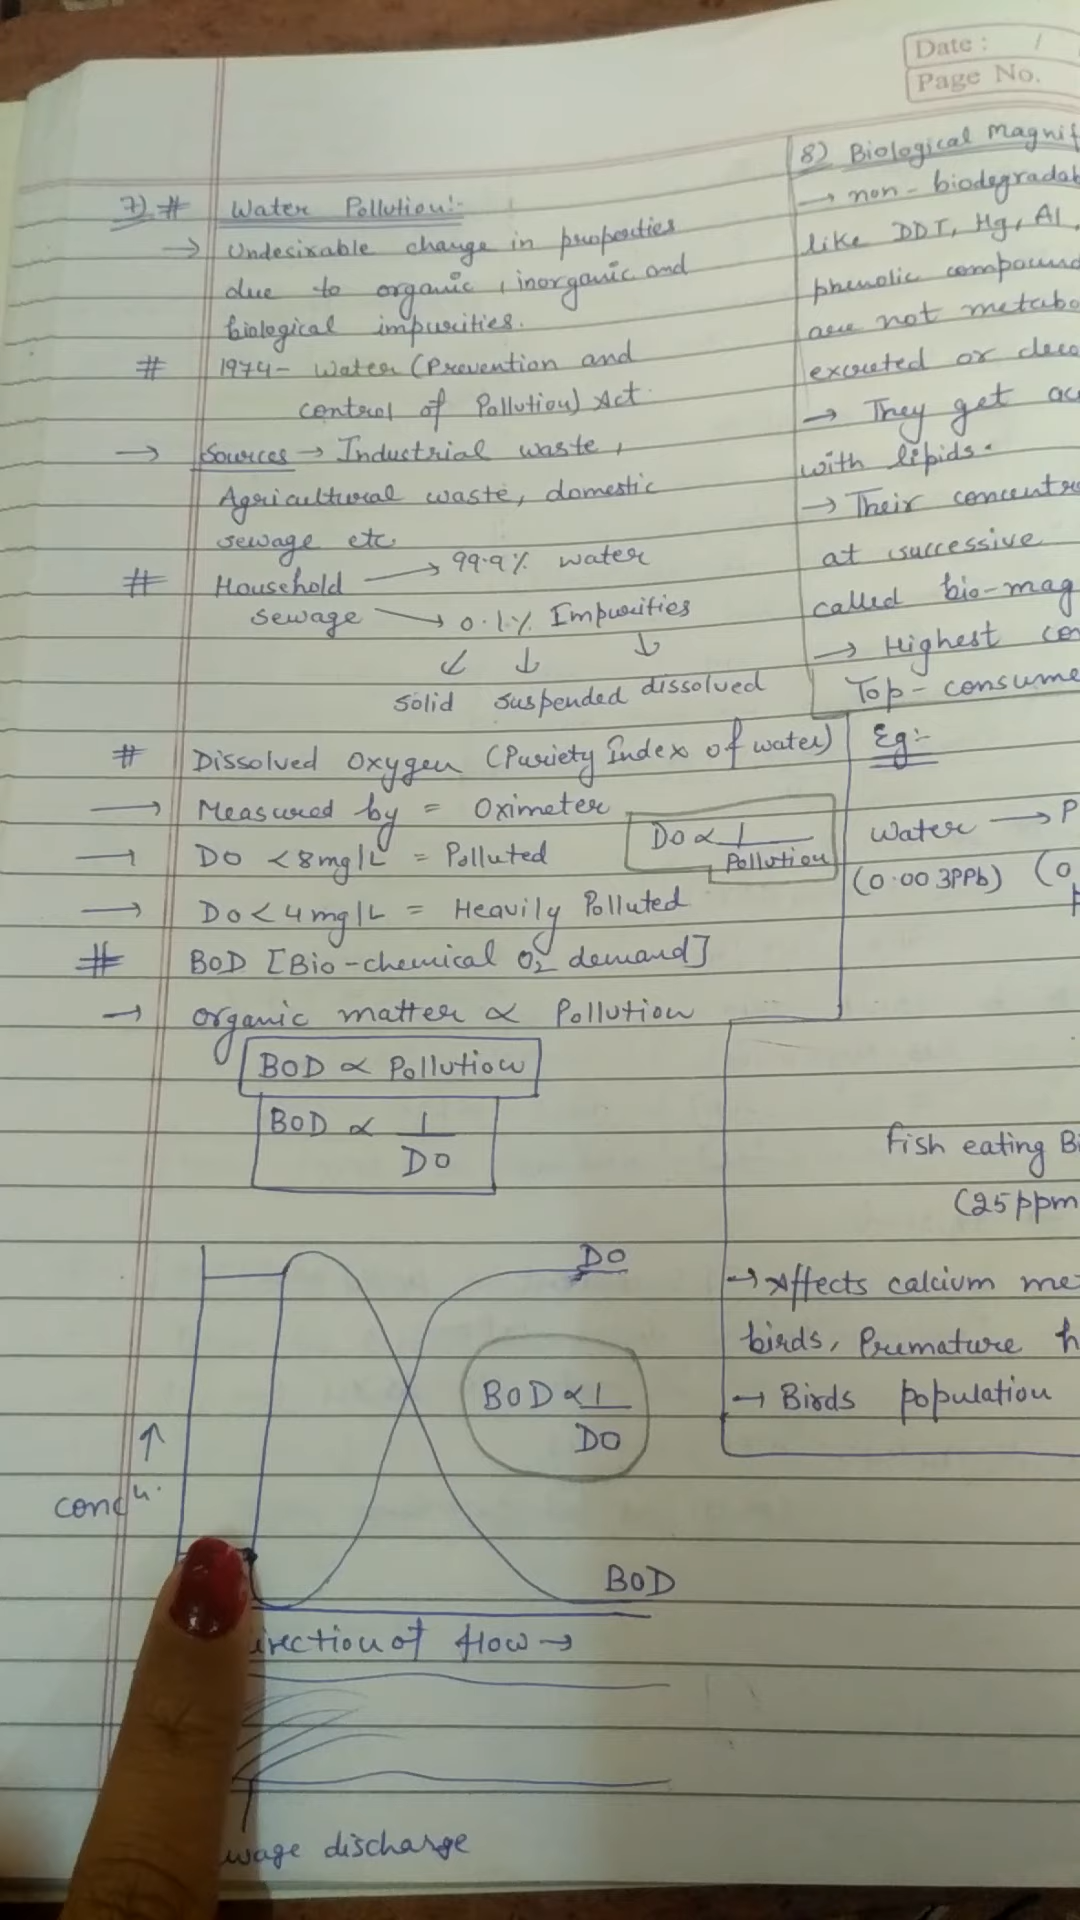 Date : /
Page No.
7) # Water Pollution:-
→ Undesirable change in properties
due to organic, inorganic and
biological impurities.
# 1974- Water (Prevention and
control of Pollution) Act.
→ Sources → Industrial waste,
Agricultural waste, domestic
sewage etc
# Household → 99.9% water
sewage → 0.1% Impurities
↙ ↓ ↓
solid suspended dissolved
# Dissolved Oxygen (Puriety Index of water)
→ Measured by = Oximeter
DO ∝ 1/Pollution
→ DO <8mg/L = Polluted
→ DO<4mg/L = Heavily Polluted
# BOD [Bio-chemical O2 demand]
→ organic matter ∝ Pollution
BOD ∝ Pollution
BOD ∝ 1/DO
DO
BOD ∝ 1/DO
↑
conc n.
BOD
irection of flow →
wage discharge
8) Biological Magnif
→ non-biodegradab
like DDT, Hg, Al,
phenolic compound
are not metabo
excreted or deco
→ They get ac
with lipids.
→ Their concentra
at successive
called bio-mag
→ Highest con
Top-consume
Eg:-
Water → P
(0.003PPb) (0
fish eating Bi
(25ppm
→ Affects calcium me
birds, Premature h
→ Birds population